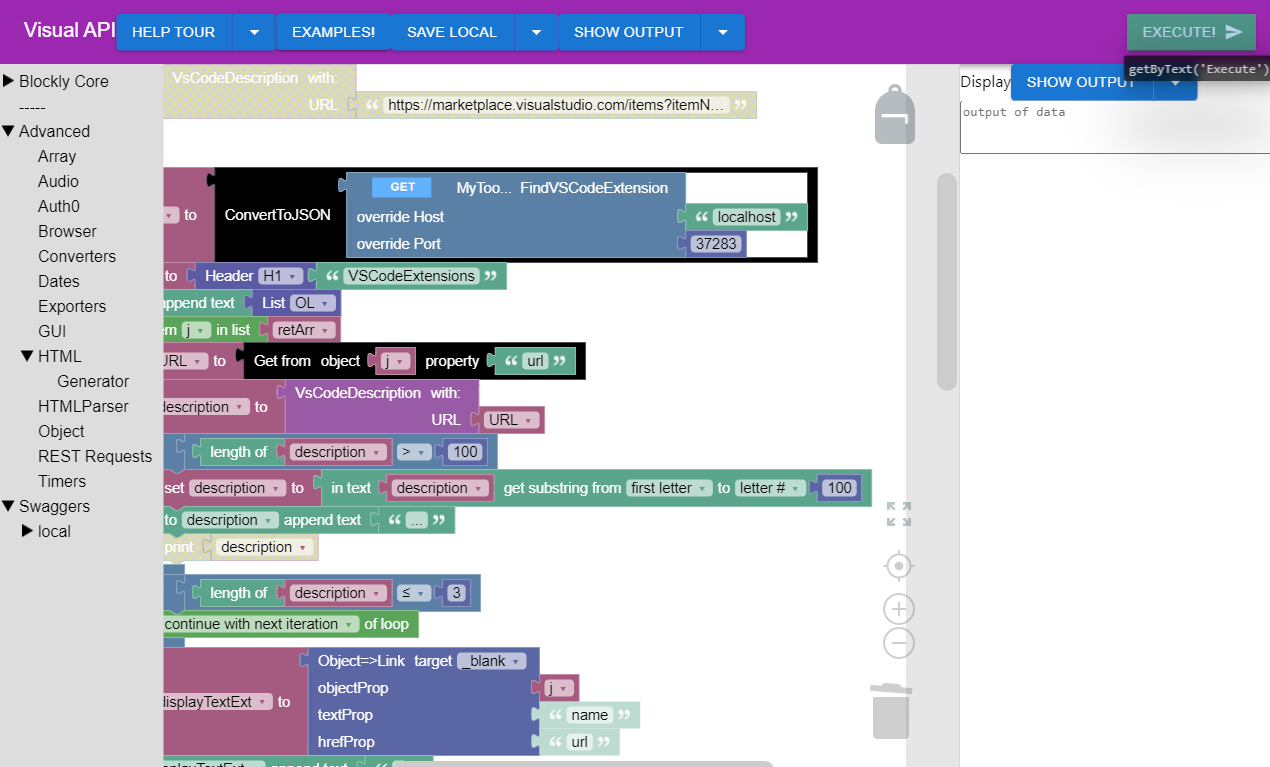 Visual API HELP TOUR EXAMPLES! SAVE LOCAL SHOW OUTPUT EXECUTE!
getByText('Execute')
Display SHOW OUTPUT
output of data
Blockly Core
-----
Advanced
Array
Audio
Auth0
Browser
Converters
Dates
Exporters
GUI
HTML
Generator
HTMLParser
Object
REST Requests
Timers
Swaggers
local
VsCodeDescription with:
URL “ https://marketplace.visualstudio.com/items?itemN... ”
to ConvertToJSON GET MyToo... FindVSCodeExtension
override Host “ localhost ”
override Port 37283
to Header H1 “ VSCodeExtensions ”
append text List OL
j in list retArr
URL to Get from object j property “ url ”
description to VsCodeDescription with:
URL URL
length of description > 100
set description to in text description get substring from first letter to letter # 100
to description append text “ ... ”
print description
length of description ≤ 3
continue with next iteration of loop
displayTextExt to Object=>Link target _blank
objectProp j
textProp “ name ”
hrefProp “ url ”